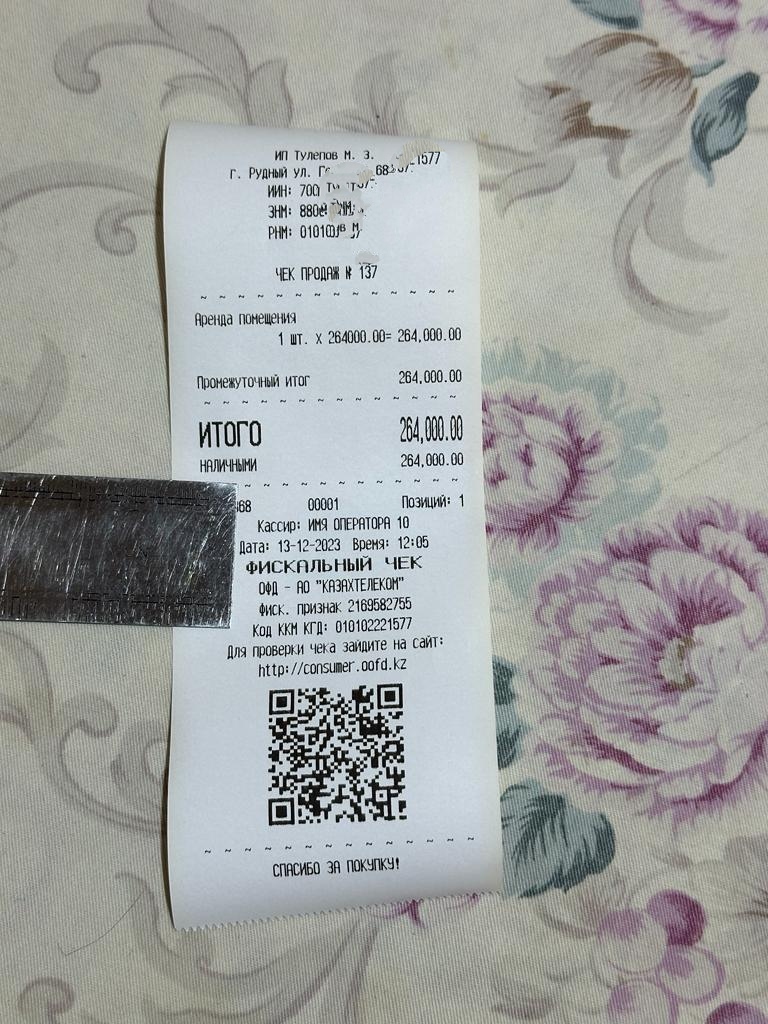 ИП Тулепов М. З.
г. Рудный ул.
ИИН:
ЗНМ:
РНМ:
ЧЕК ПРОДАЖ № 137
Аренда помещения
1 шт. X 264000.00= 264,000.00
Промежуточный итог 264,000.00
ИТОГО 264,000.00
НАЛИЧНЫМИ 264,000.00
00001 Позиций: 1
Кассир: ИМЯ ОПЕРАТОРА 10
Дата: 13-12-2023 Время: 12:05
ФИСКАЛЬНЫЙ ЧЕК
ОФД - АО "КАЗАХТЕЛЕКОМ"
Фиск. признак 2169582755
Код ККМ КГД: 010102221577
Для проверки чека зайдите на сайт:
http://consumer.oofd.kz
СПАСИБО ЗА ПОКУПКУ!